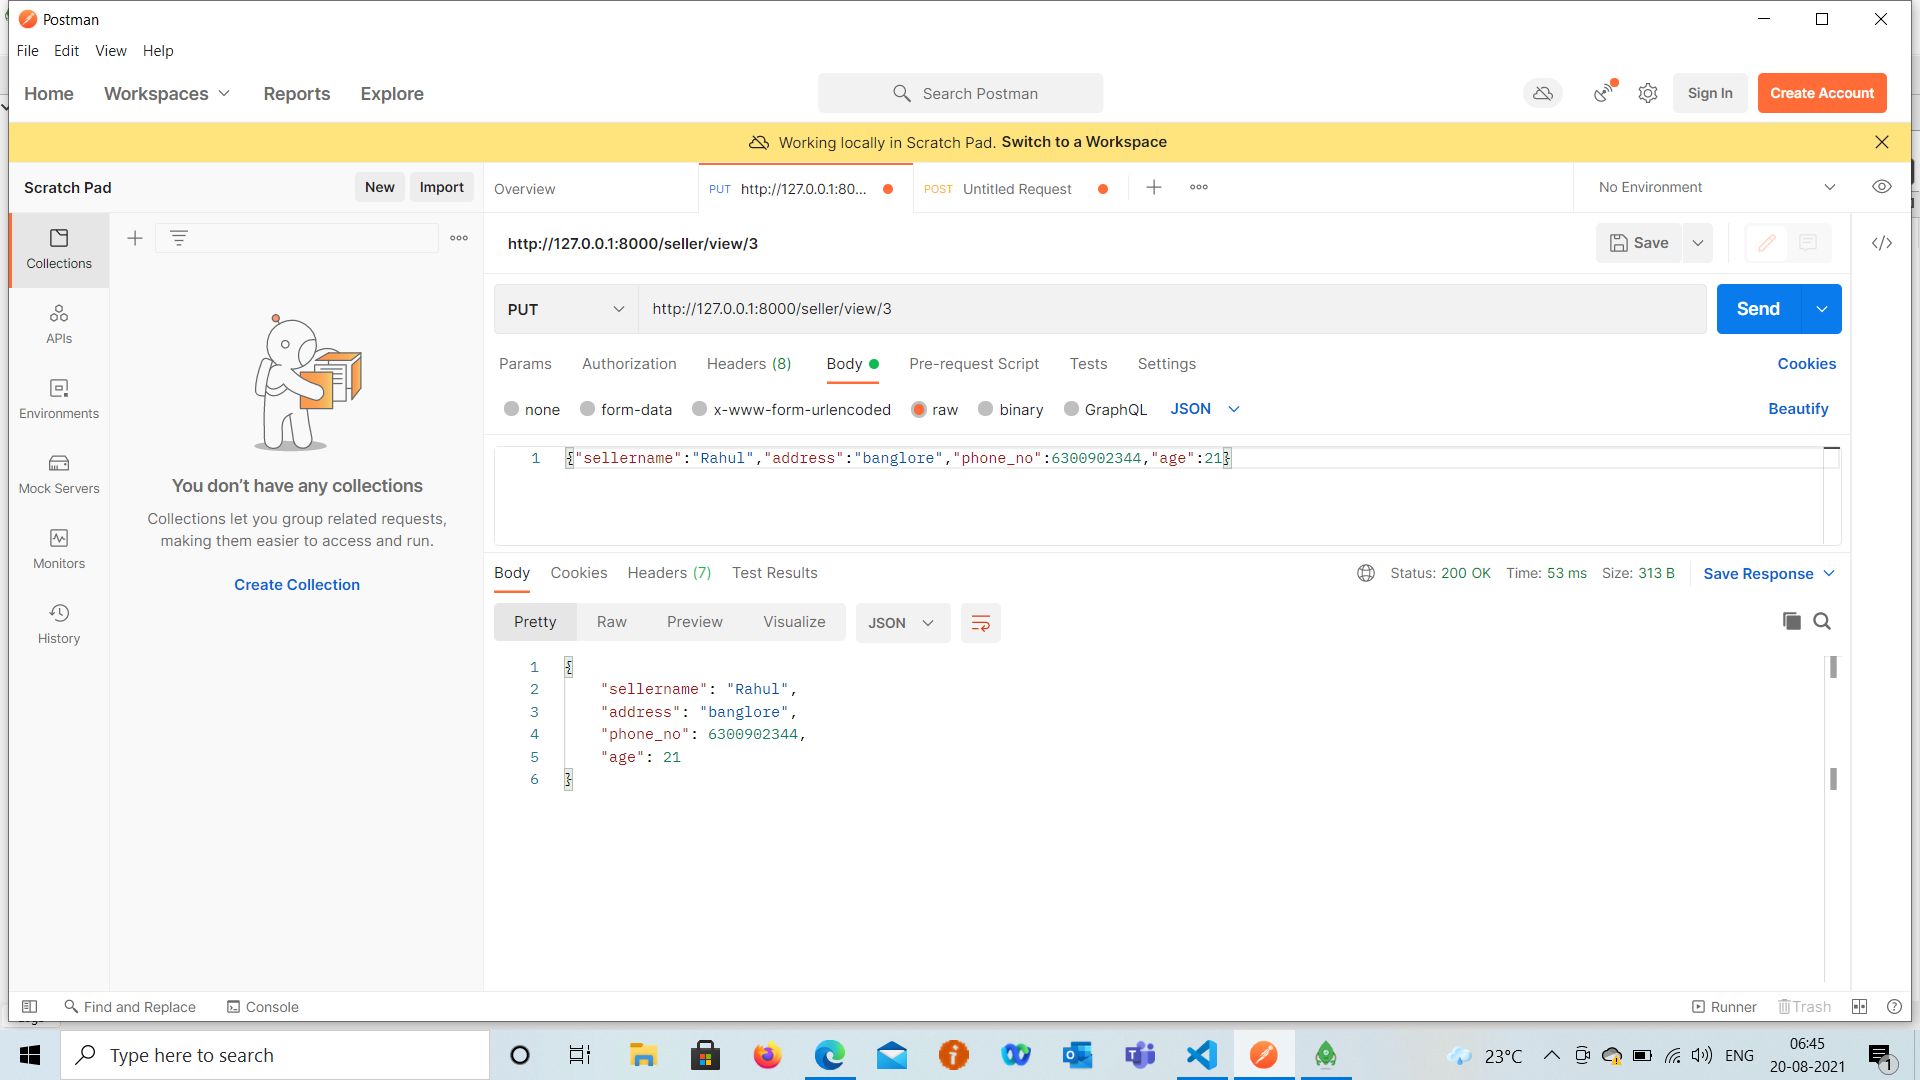 Postman
File Edit View Help
Home Workspaces Reports Explore Search Postman Sign In Create Account
Working locally in Scratch Pad. Switch to a Workspace
Scratch Pad New Import Overview PUT http://127.0.0.1:80... POST Untitled Request No Environment
http://127.0.0.1:8000/seller/view/3 Save
Collections
PUT http://127.0.0.1:8000/seller/view/3 Send
APIs
Params Authorization Headers (8) Body Pre-request Script Tests Settings Cookies
none form-data x-www-form-urlencoded raw binary GraphQL JSON Beautify
Environments
1 {"sellername":"Rahul","address":"banglore","phone_no":6300902344,"age":21}
Mock Servers
You don't have any collections
Collections let you group related requests,
making them easier to access and run.
Monitors
Create Collection
Body Cookies Headers (7) Test Results Status: 200 OK Time: 53 ms Size: 313 B Save Response
History
Pretty Raw Preview Visualize JSON
1 {
2 "sellername": "Rahul",
3 "address": "banglore",
4 "phone_no": 6300902344,
5 "age": 21
6 }
Find and Replace Console Runner Trash
Type here to search 23°C ENG 06:45
20-08-2021
1